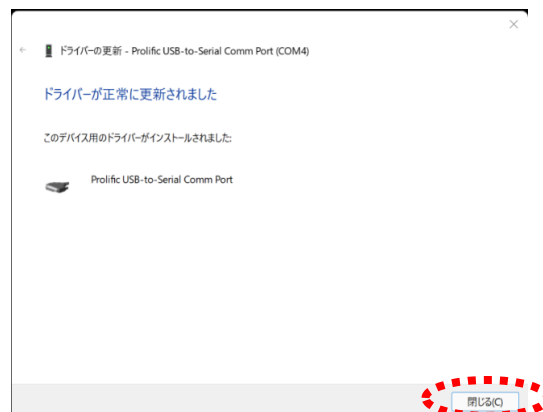 ドライバーの更新 - Prolific USB-to-Serial Comm Port (COM4)
ドライバーが正常に更新されました
このデバイス用のドライバーがインストールされました:
Prolific USB-to-Serial Comm Port
閉じる(C)